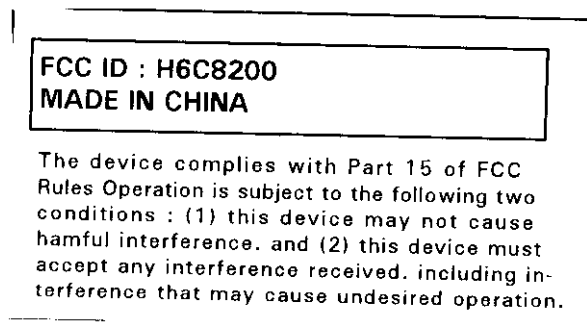 FCC ID : H6C8200
MADE IN CHINA
The device complies with Part 15 of FCC
Rules Operation is subject to the following two
conditions : (1) this device may not cause
hamful interference. and (2) this device must
accept any interference received. including in-
terference that may cause undesired operation.